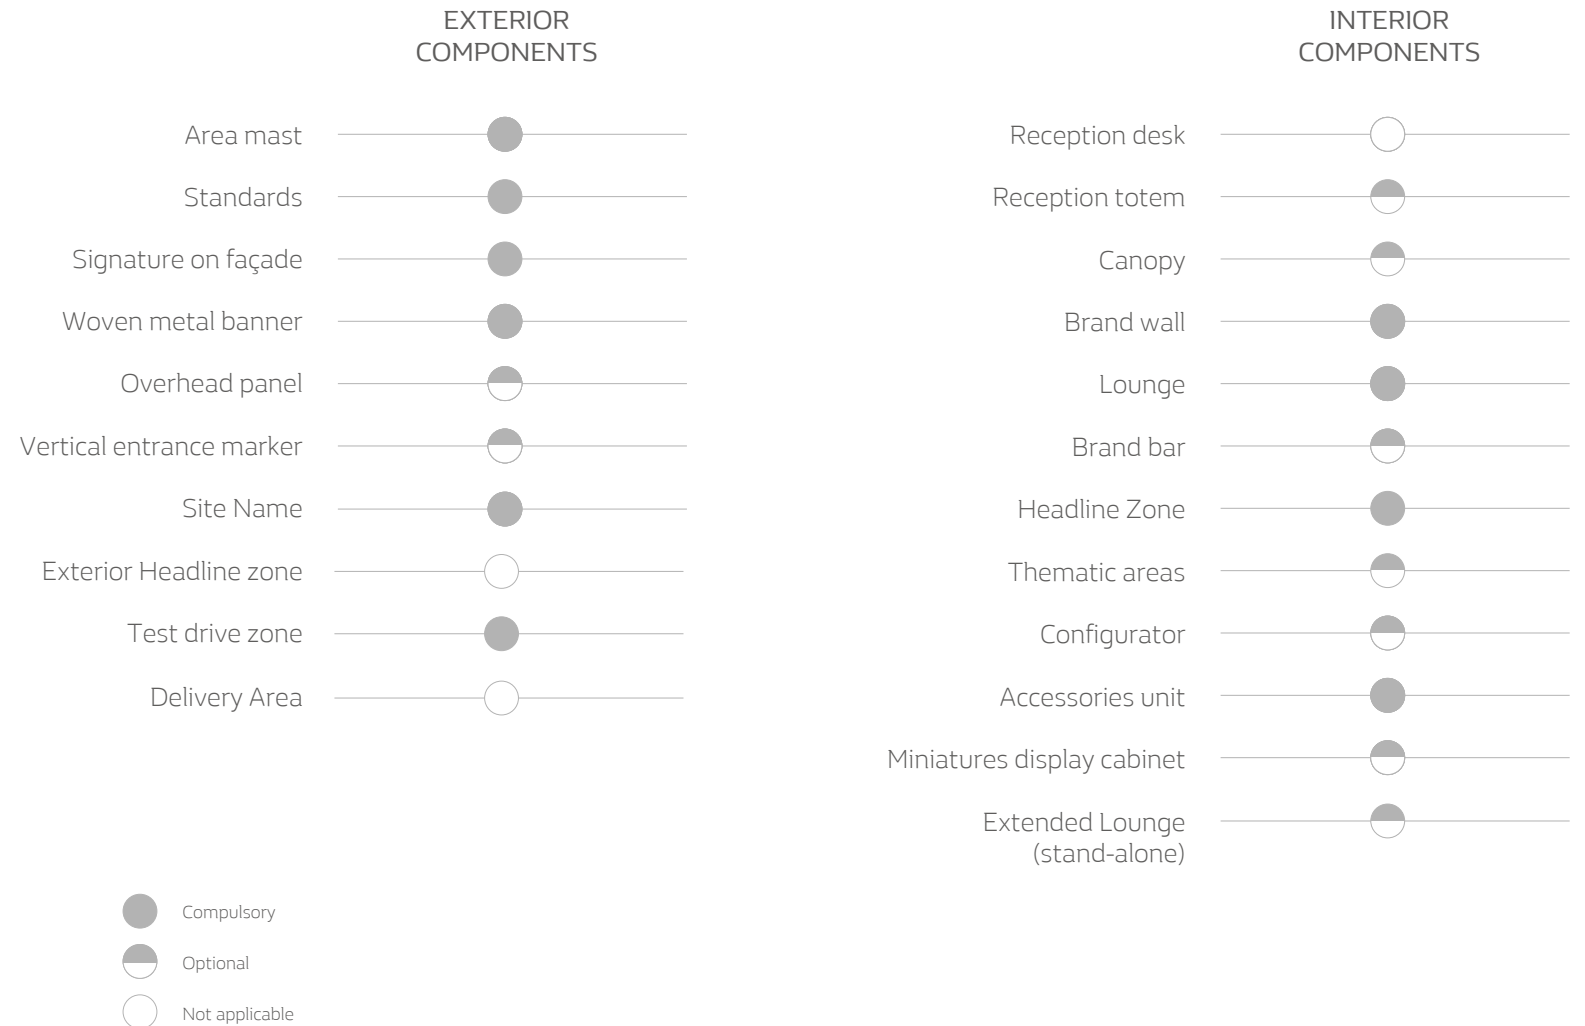 EXTERIOR
COMPONENTS
Area mast
Standards
Signature on façade
Woven metal banner
Overhead panel
Vertical entrance marker
Site Name
Exterior Headline zone
Test drive zone
Delivery Area
INTERIOR
COMPONENTS
Reception desk
Reception totem
Canopy
Brand wall
Lounge
Brand bar
Headline Zone
Thematic areas
Configurator
Accessories unit
Miniatures display cabinet
Extended Lounge
(stand-alone)
Compulsory
Optional
Not applicable